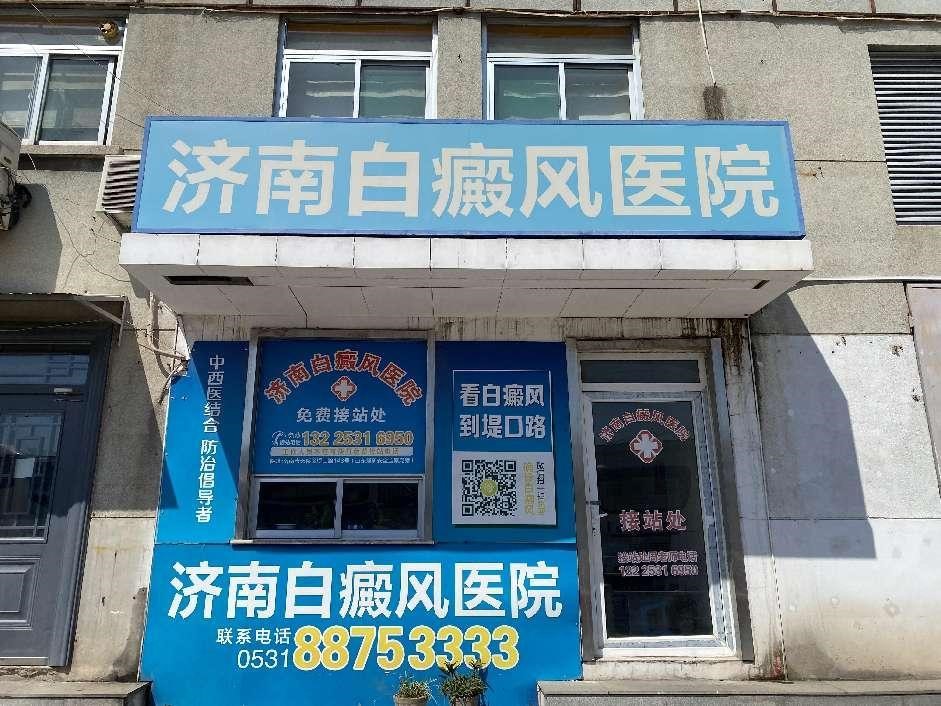 济南白癜风医院
中西医结合 防治倡导者
济南白癜风医院
免费接站处
132 2531 6950
看白癜风
到堤口路
济南白癜风医院
接站处
132 2531 6950
济南白癜风医院
联系电话
0531 88753333